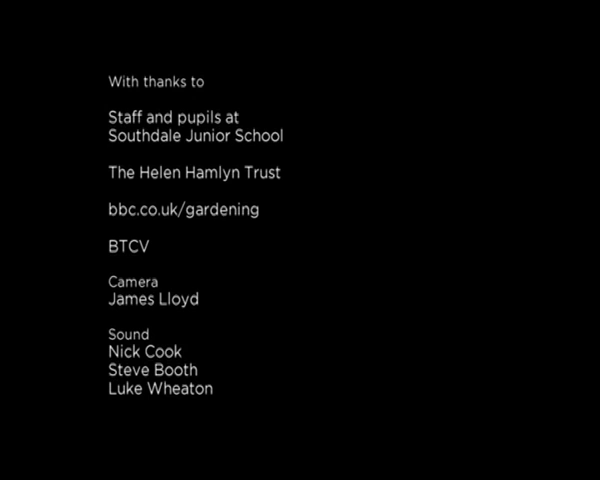 With thanks to
Staff and pupils at
Southdale Junior School
The Helen Hamlyn Trust
bbc.co.uk/gardening
BTCV
Camera
James Lloyd
Sound
Nick Cook
Steve Booth
Luke Wheaton